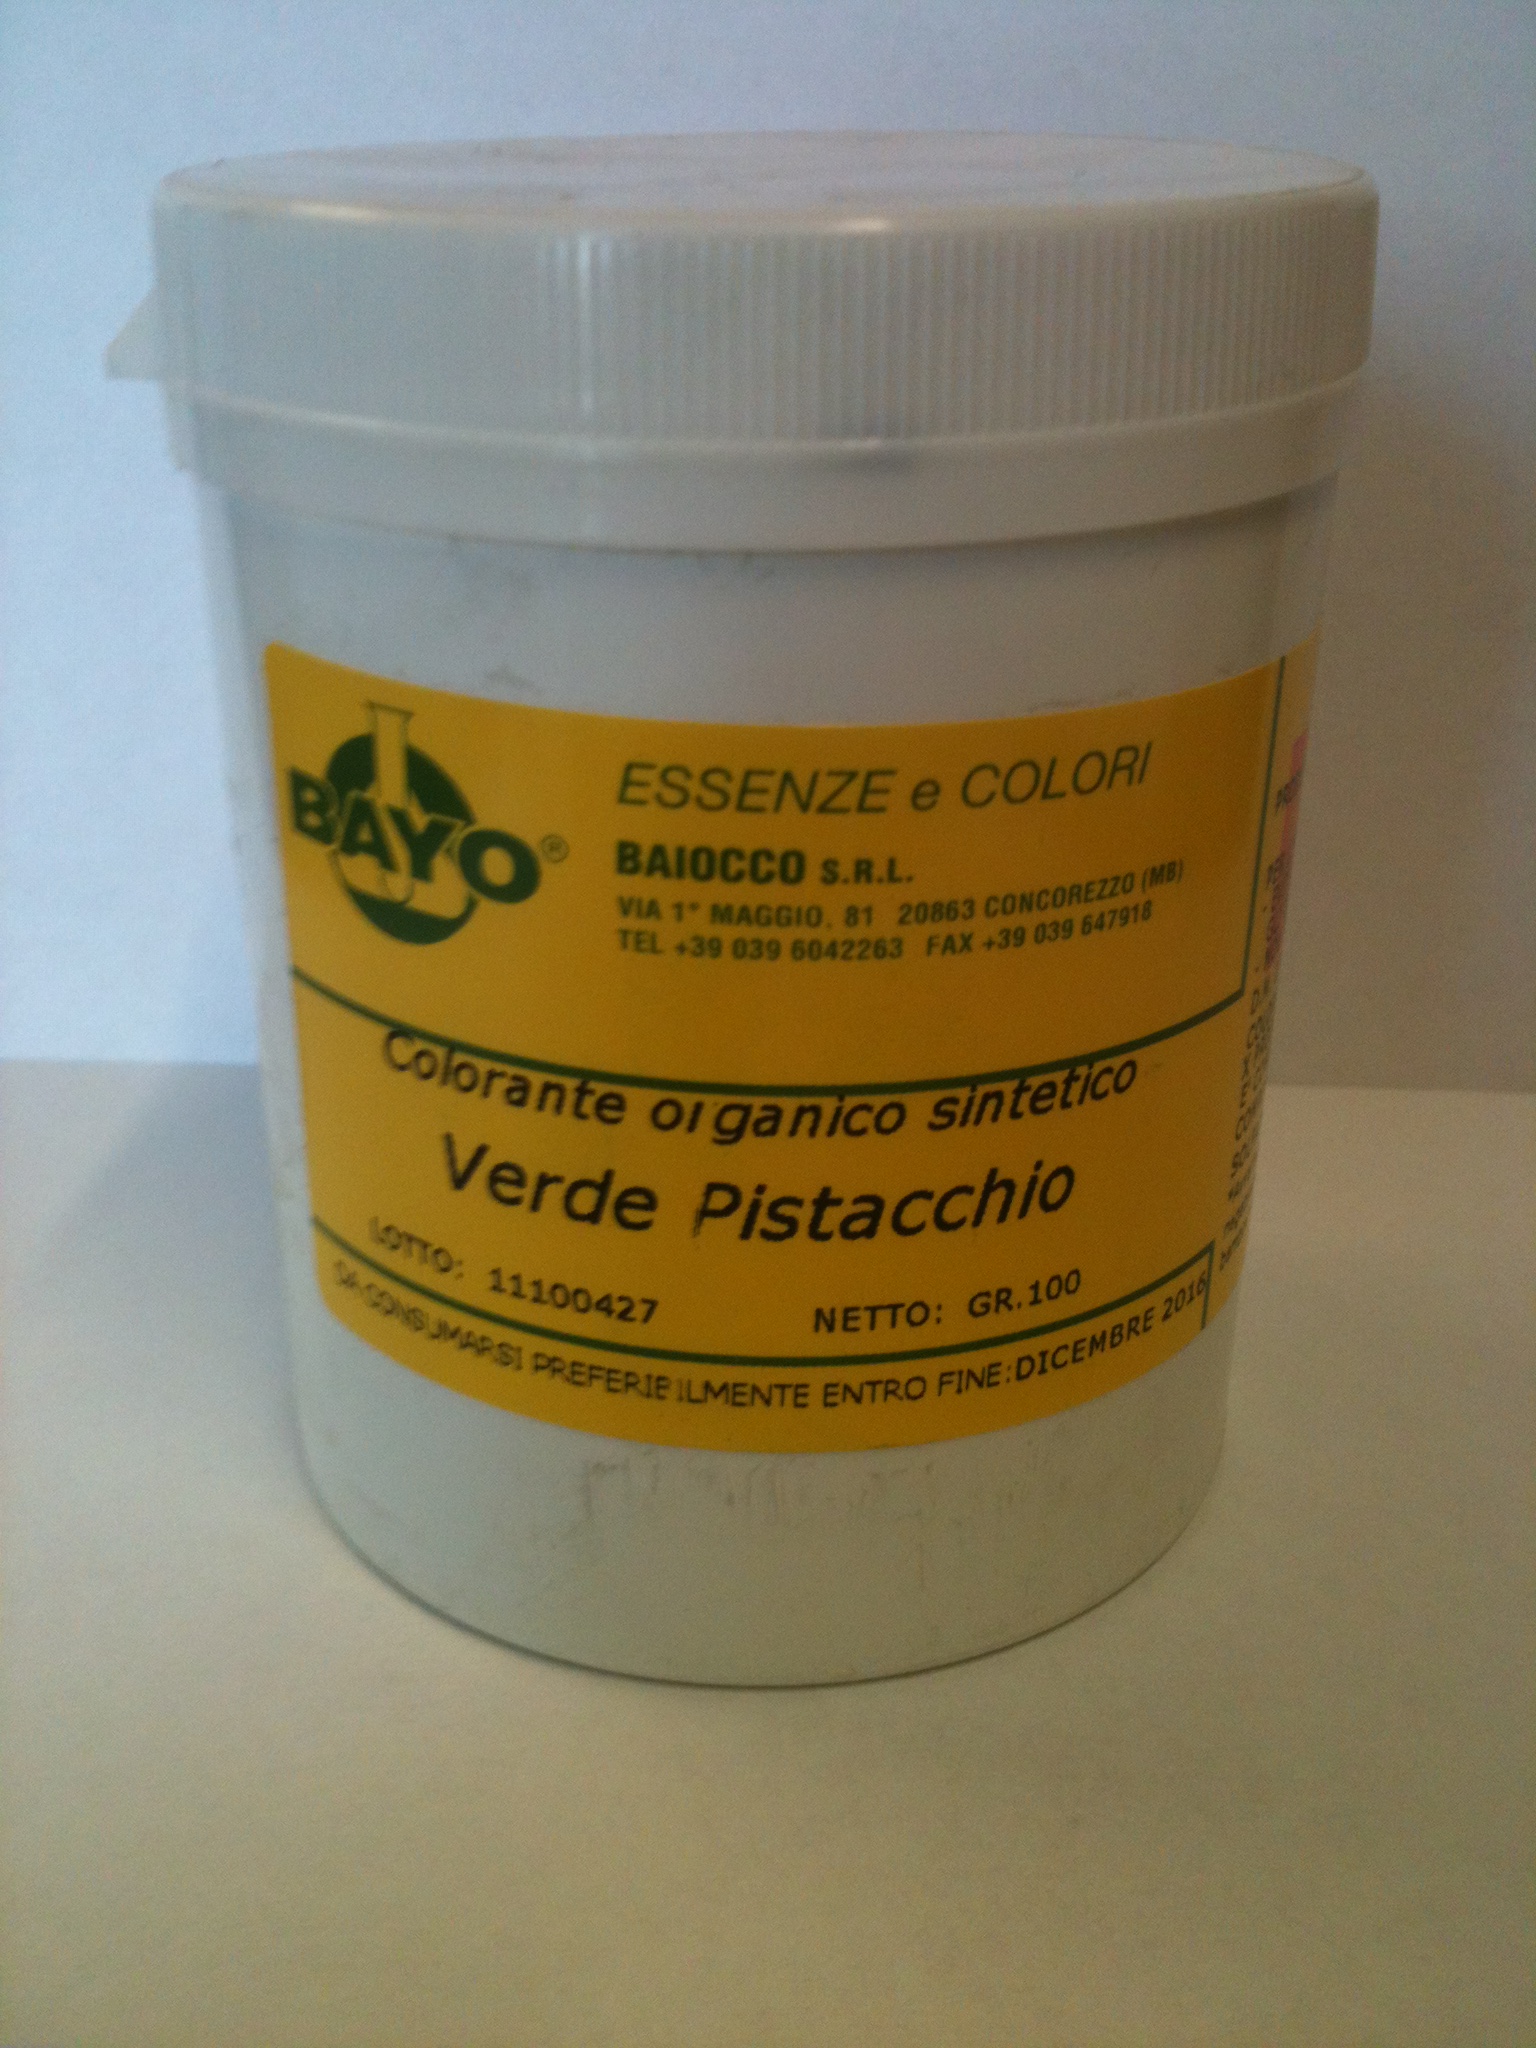 BAYO®
ESSENZE e COLORI
BAIOCCO S.R.L.
VIA 1° MAGGIO, 81 20863 CONCOREZZO (MB)
TEL +39 039 6042263 FAX +39 039 647918
Colorante organico sintetico
Verde Pistacchio
LOTTO: 11100427 NETTO: GR.100
DA CONSUMARSI PREFERIBILMENTE ENTRO FINE: DICEMBRE 2016